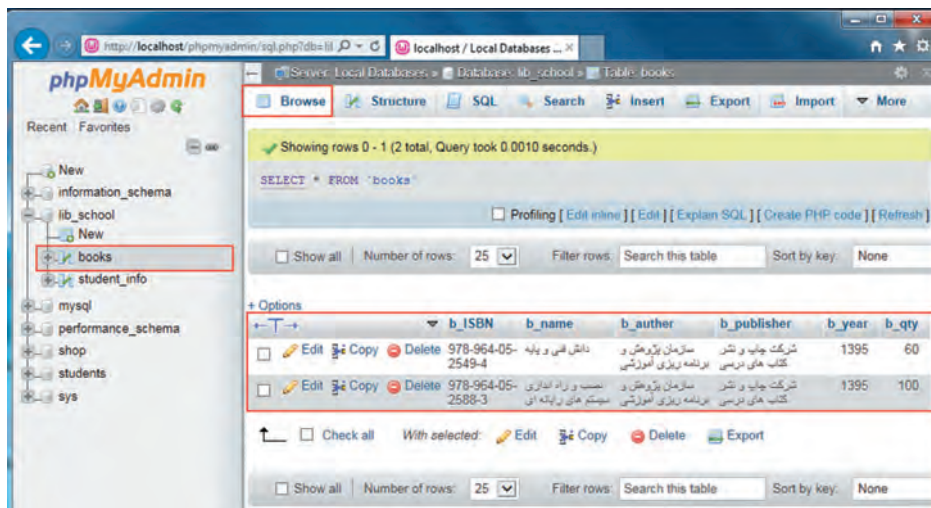 http://localhost/phpmyadmin/sql.php?db=lil
localhost / Local Databases ...
phpMyAdmin
Recent Favorites
New
information_schema
lib_school
New
books
student_info
mysql
performance_schema
shop
students
sys
Server: Local Databases » Database: lib_school » Table: books
Browse Structure SQL Search Insert Export Import More
Showing rows 0 - 1 (2 total, Query took 0.0010 seconds.)
SELECT * FROM `books`
Profiling [ Edit inline ] [ Edit ] [ Explain SQL ] [ Create PHP code ] [ Refresh ]
Show all Number of rows: 25 Filter rows: Search this table Sort by key: None
+ Options
b_ISBN b_name b_auther b_publisher b_year b_qty
Edit Copy Delete 978-964-05- دانش فنی و پایه سازمان پژوهش و شرکت چاپ و نشر 1395 60
2549-4 برنامه ریزی آموزشی کتاب های درسی
Edit Copy Delete 978-964-05- نصب و راه اندازی سازمان پژوهش و شرکت چاپ و نشر 1395 100
2588-3 سیستم های رایانه ای برنامه ریزی آموزشی کتاب های درسی
Check all With selected: Edit Copy Delete Export
Show all Number of rows: 25 Filter rows: Search this table Sort by key: None